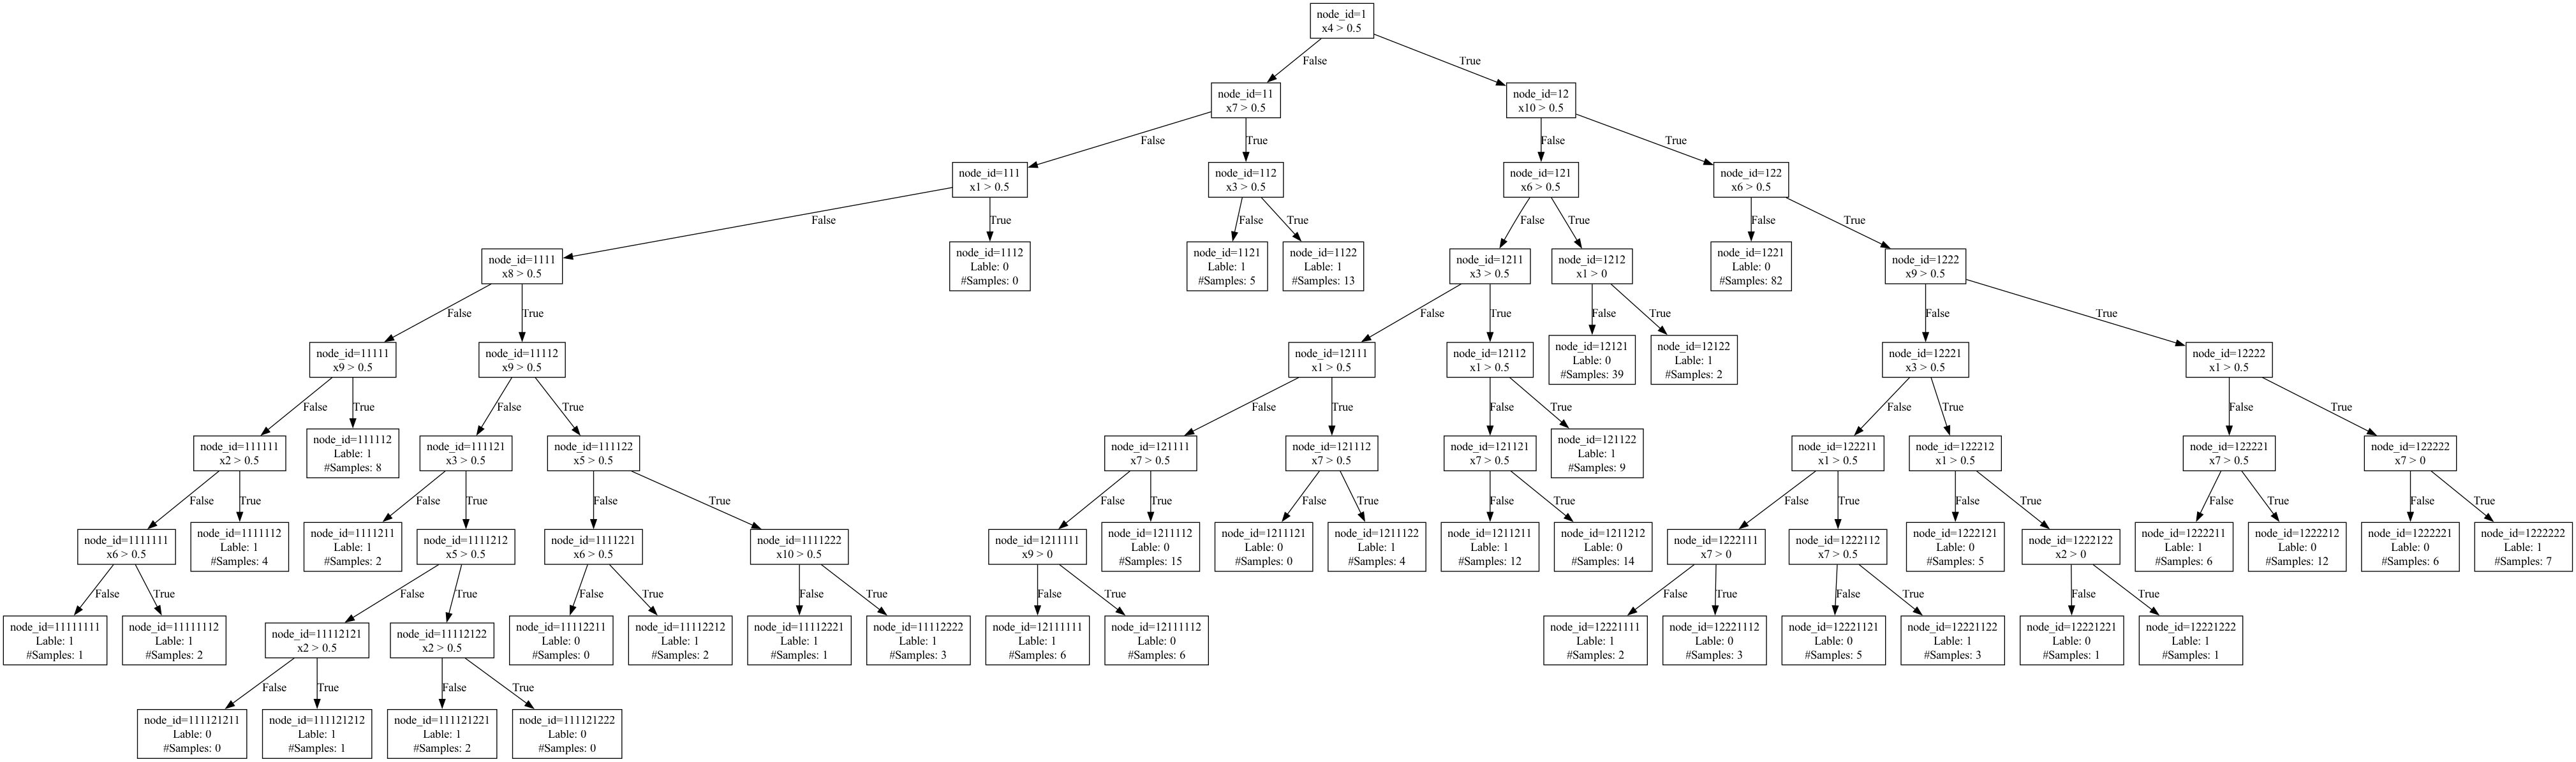 node_id=1
x4 > 0.5
False
True
node_id=11
x7 > 0.5
node_id=12
x10 > 0.5
False
True
False
True
node_id=111
x1 > 0.5
node_id=112
x3 > 0.5
node_id=121
x6 > 0.5
node_id=122
x6 > 0.5
False
True
False
True
False
True
False
True
node_id=1111
x8 > 0.5
node_id=1112
Lable: 0
#Samples: 0
node_id=1121
Lable: 1
#Samples: 5
node_id=1122
Lable: 1
#Samples: 13
node_id=1211
x3 > 0.5
node_id=1212
x1 > 0
node_id=1221
Lable: 0
#Samples: 82
node_id=1222
x9 > 0.5
False
True
False
True
False
True
False
True
node_id=11111
x9 > 0.5
node_id=11112
x9 > 0.5
node_id=12111
x1 > 0.5
node_id=12112
x1 > 0.5
node_id=12121
Lable: 0
#Samples: 39
node_id=12122
Lable: 1
#Samples: 2
node_id=12221
x3 > 0.5
node_id=12222
x1 > 0.5
False
True
False
True
False
True
False
True
False
True
False
True
node_id=111111
x2 > 0.5
node_id=111112
Lable: 1
#Samples: 8
node_id=111121
x3 > 0.5
node_id=111122
x5 > 0.5
node_id=121111
x7 > 0.5
node_id=121112
x7 > 0.5
node_id=121121
x7 > 0.5
node_id=121122
Lable: 1
#Samples: 9
node_id=122211
x1 > 0.5
node_id=122212
x1 > 0.5
node_id=122221
x7 > 0.5
node_id=122222
x7 > 0
False
True
False
True
False
True
False
True
False
True
False
True
False
True
False
True
False
True
False
True
node_id=1111111
x6 > 0.5
node_id=1111112
Lable: 1
#Samples: 4
node_id=1111211
Lable: 1
#Samples: 2
node_id=1111212
x5 > 0.5
node_id=1111221
x6 > 0.5
node_id=1111222
x10 > 0.5
node_id=1211111
x9 > 0
node_id=1211112
Lable: 0
#Samples: 15
node_id=1211121
Lable: 0
#Samples: 0
node_id=1211122
Lable: 1
#Samples: 4
node_id=1211211
Lable: 1
#Samples: 12
node_id=1211212
Lable: 0
#Samples: 14
node_id=1222111
x7 > 0
node_id=1222112
x7 > 0.5
node_id=1222121
Lable: 0
#Samples: 5
node_id=1222122
x2 > 0
node_id=1222211
Lable: 1
#Samples: 6
node_id=1222212
Lable: 0
#Samples: 12
node_id=1222221
Lable: 0
#Samples: 6
node_id=1222222
Lable: 1
#Samples: 7
False
True
False
True
False
True
False
True
False
True
False
True
False
True
False
True
node_id=11111111
Lable: 1
#Samples: 1
node_id=11111112
Lable: 1
#Samples: 2
node_id=11112121
x2 > 0.5
node_id=11112122
x2 > 0.5
node_id=11112211
Lable: 0
#Samples: 0
node_id=11112212
Lable: 1
#Samples: 2
node_id=11112221
Lable: 1
#Samples: 1
node_id=11112222
Lable: 1
#Samples: 3
node_id=12111111
Lable: 1
#Samples: 6
node_id=12111112
Lable: 0
#Samples: 6
node_id=12221111
Lable: 1
#Samples: 2
node_id=12221112
Lable: 0
#Samples: 3
node_id=12221121
Lable: 0
#Samples: 5
node_id=12221122
Lable: 1
#Samples: 3
node_id=12221221
Lable: 0
#Samples: 1
node_id=12221222
Lable: 1
#Samples: 1
False
True
False
True
node_id=111121211
Lable: 0
#Samples: 0
node_id=111121212
Lable: 1
#Samples: 1
node_id=111121221
Lable: 1
#Samples: 2
node_id=111121222
Lable: 0
#Samples: 0